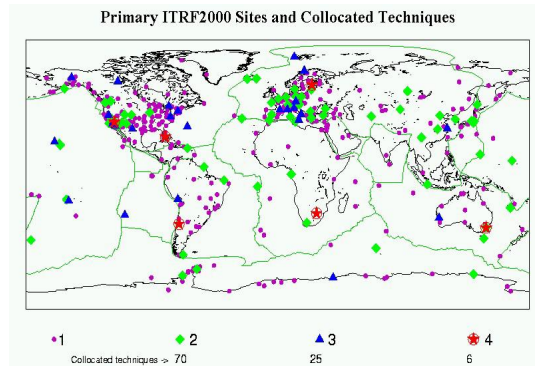 Primary ITRF2000 Sites and Collocated Techniques
1 2 3 4
Collocated techniques -> 70 25 6